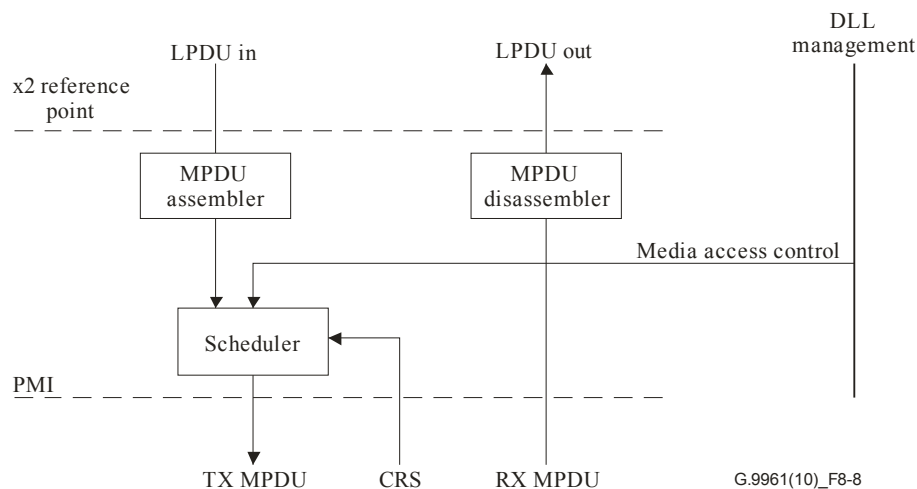 DLL
management
LPDU in
LPDU out
x2 reference
point
MPDU
assembler
MPDU
disassembler
Media access control
Scheduler
PMI
TX MPDU
CRS
RX MPDU
G.9961(10)_F8-8